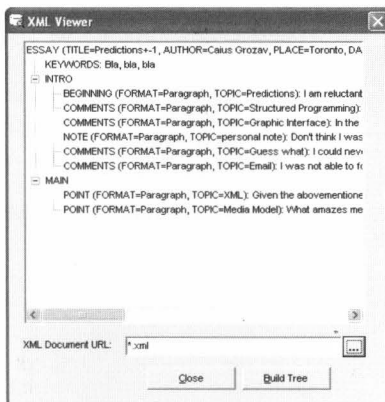 XML Viewer
ESSAY (TITLE=Predictions+-1, AUTHOR=Caius Grozav, PLACE=Toronto, DA
KEYWORDS: Bla, bla, bla
INTRO
BEGINNING (FORMAT=Paragraph, TOPIC=Predictions): I am reluctant
COMMENTS (FORMAT=Paragraph, TOPIC=Structured Programming):
COMMENTS (FORMAT=Paragraph, TOPIC=Graphic Interface): In the
NOTE (FORMAT=Paragraph, TOPIC=personal note): Don't think I was
COMMENTS (FORMAT=Paragraph, TOPIC=Guess what): I could neve
COMMENTS (FORMAT=Paragraph, TOPIC=Email): I was not able to fo
MAIN
POINT (FORMAT=Paragraph, TOPIC=XML): Given the abovementione
POINT (FORMAT=Paragraph, TOPIC=Media Model): What amazes me
XML Document URL: *.xml ...
Close Build Tree